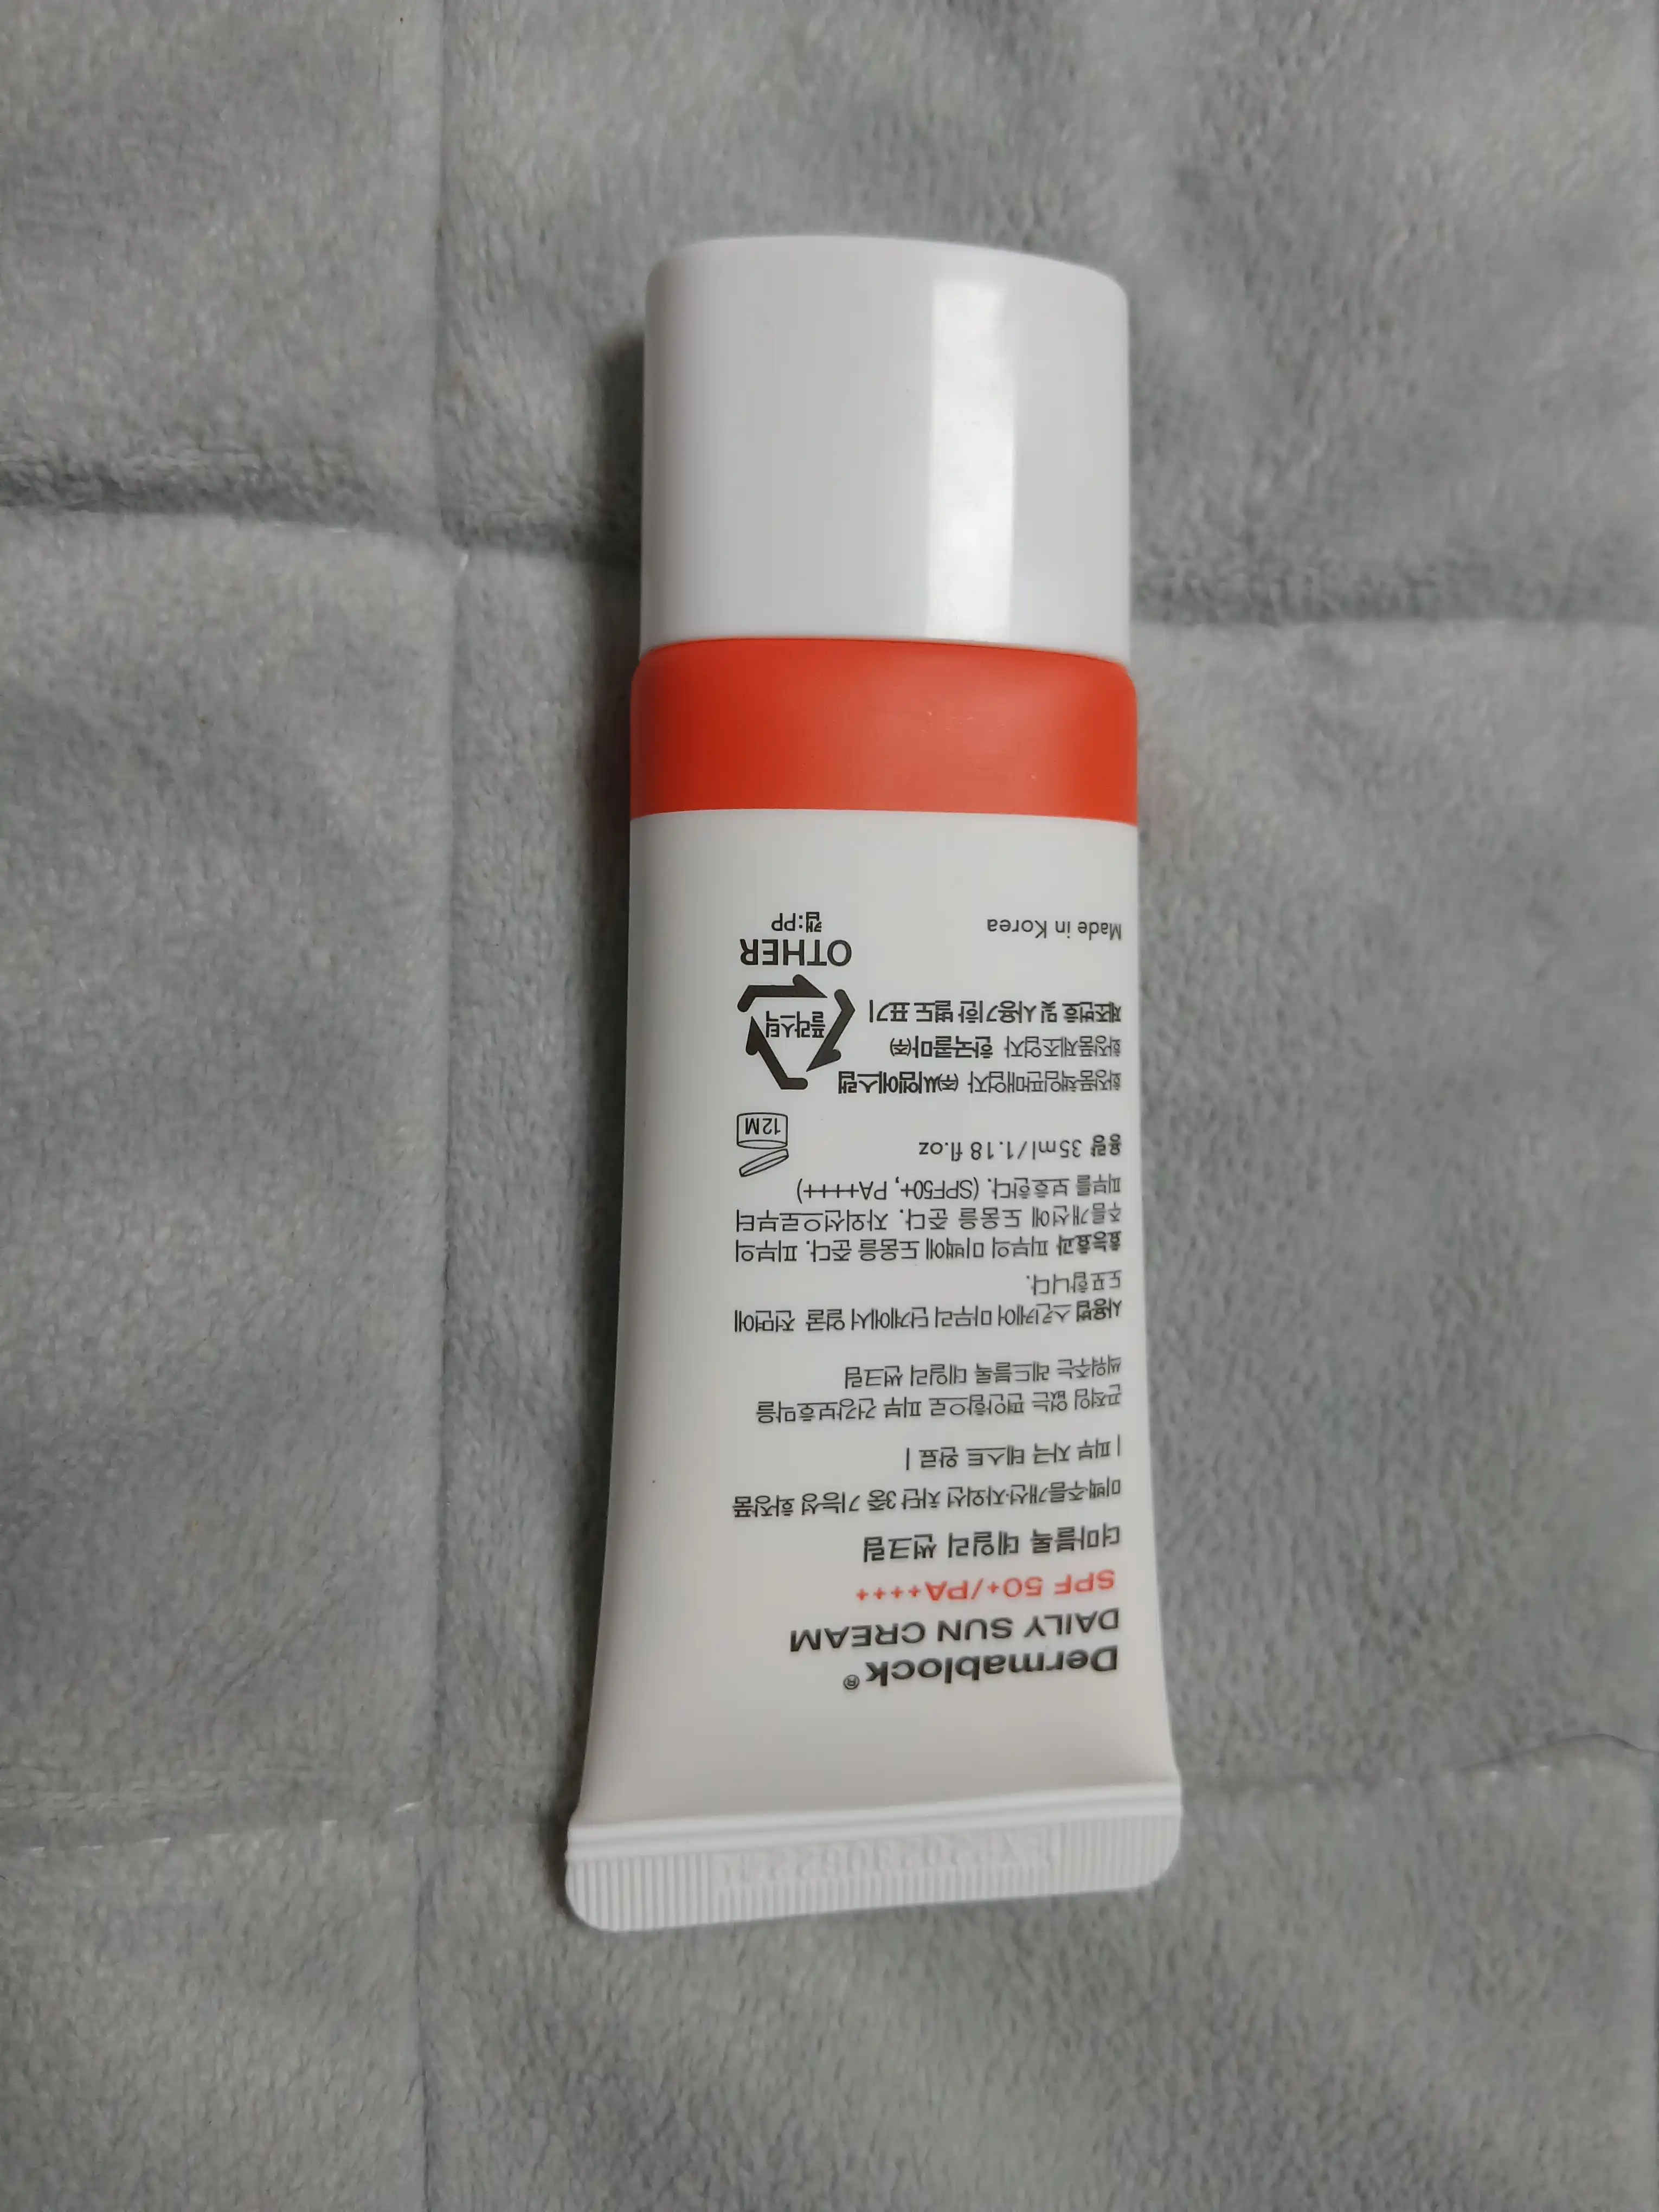 Dermablock®
DAILY SUN CREAM
SPF 50+/PA++++
더마블록 데일리 썬크림
미백·주름개선·자외선 차단 3중 기능성 화장품
| 피부 자극 테스트 완료 |
끈적임 없는 편안함으로 피부 건강보호막을
씌워주는 레드블록 데일리 썬크림
사용법 스킨케어 마무리 단계에서 얼굴 전면에
도포합니다.
효능효과 피부의 미백에 도움을 준다. 피부의
주름개선에 도움을 준다. 자외선으로부터
피부를 보호한다. (SPF50+, PA++++)
용량 35ml/1.18 fl.oz
12M
화장품책임판매업자 ㈜씨엠에스랩
화장품제조업자 한국콜마㈜
제조번호 및 사용기한 별도 표기
플라스틱
OTHER
캡:PP
Made in Korea